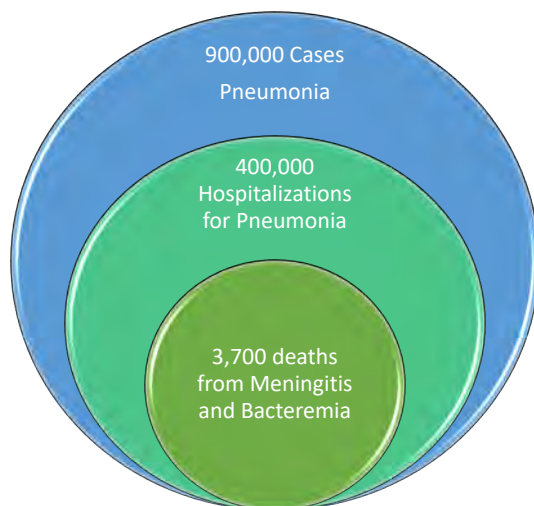 900,000 Cases
Pneumonia
400,000
Hospitalizations
for Pneumonia
3,700 deaths
from Meningitis
and Bacteremia